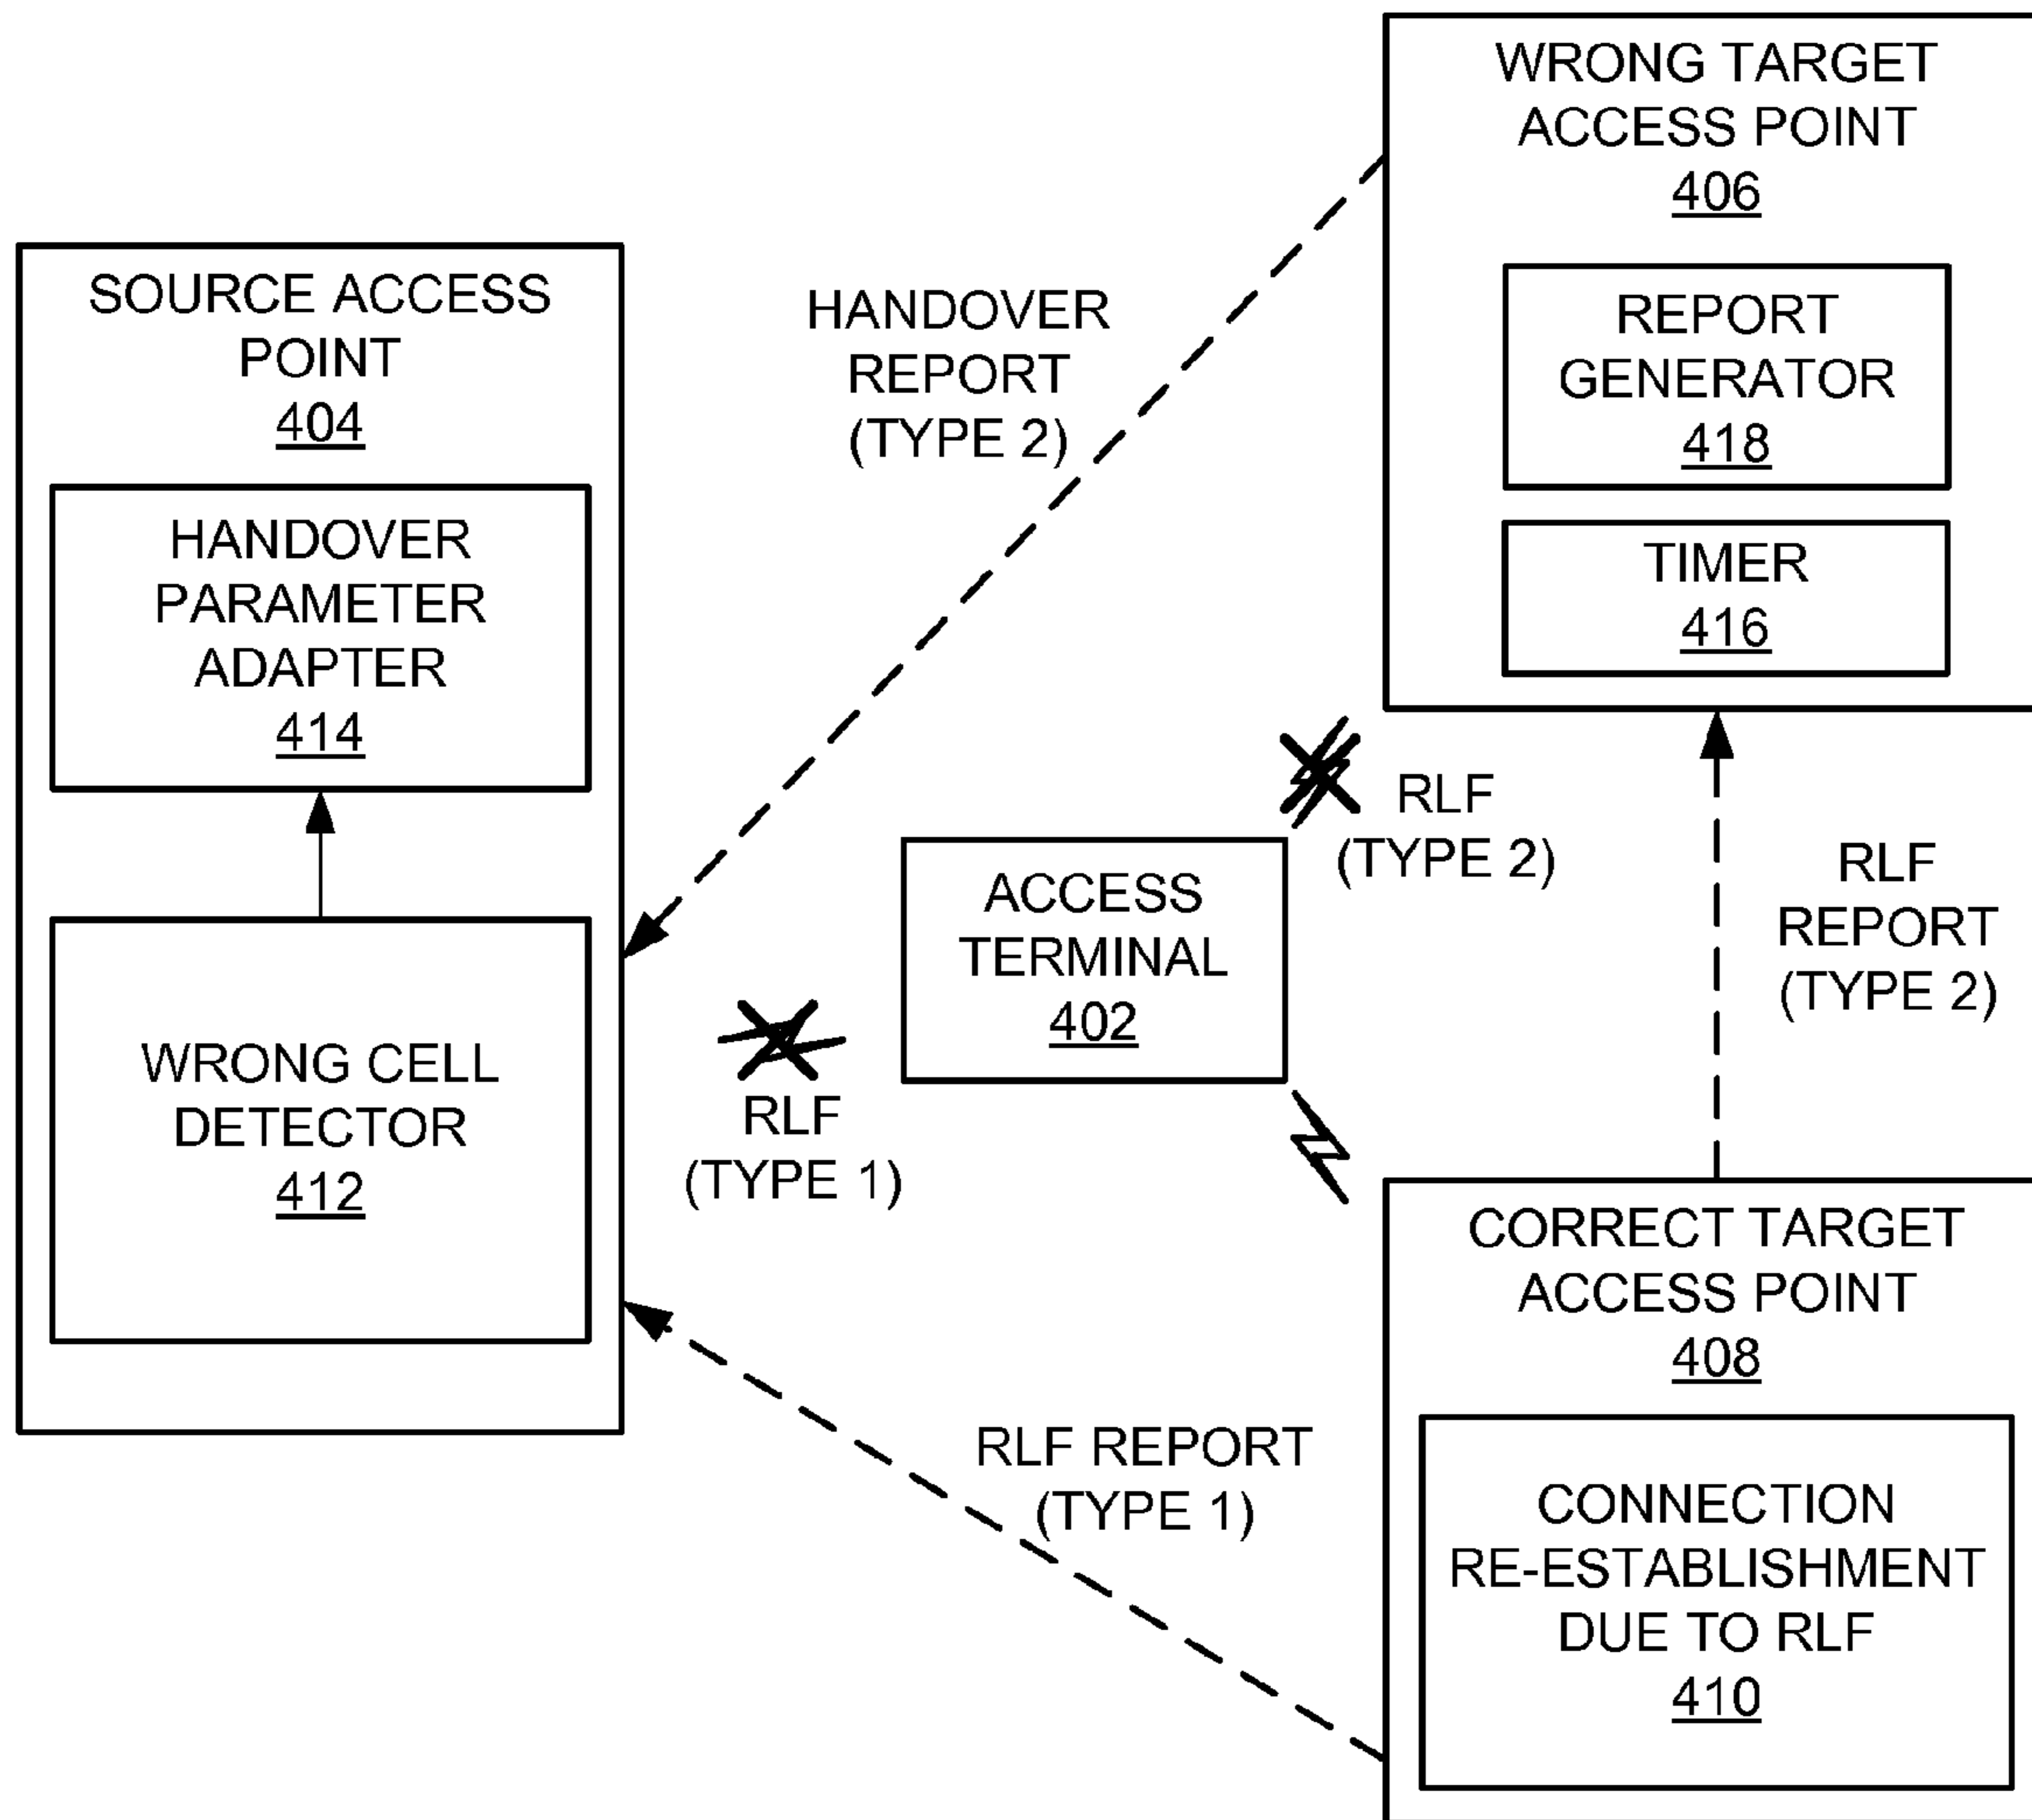 WRONG TARGET
ACCESS POINT
406
REPORT
GENERATOR
418
TIMER
416
SOURCE ACCESS
POINT
404
HANDOVER
PARAMETER
ADAPTER
414
WRONG CELL
DETECTOR
412
HANDOVER
REPORT
(TYPE 2)
RLF
(TYPE 2)
ACCESS
TERMINAL
402
RLF
REPORT
(TYPE 2)
RLF
(TYPE 1)
RLF REPORT
(TYPE 1)
CORRECT TARGET
ACCESS POINT
408
CONNECTION
RE-ESTABLISHMENT
DUE TO RLF
410